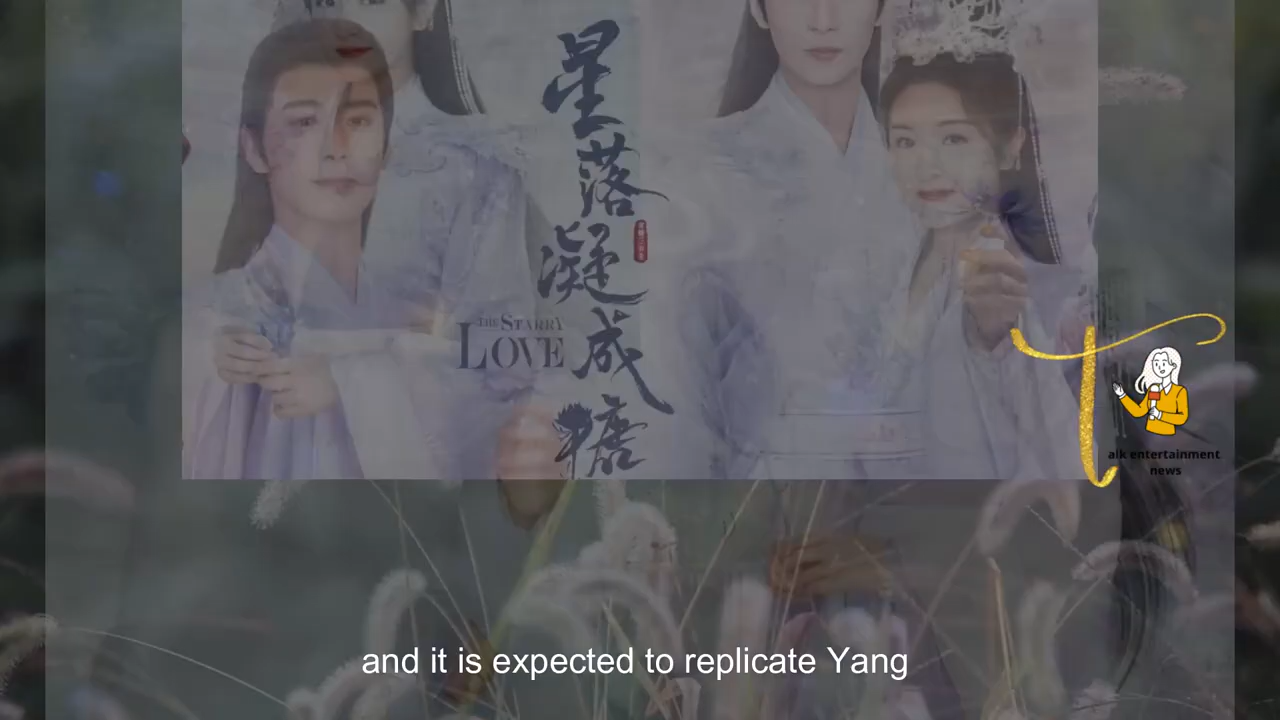 星落凝成糖
THE STARRY
LOVE
alk entertainment
news
and it is expected to replicate Yang